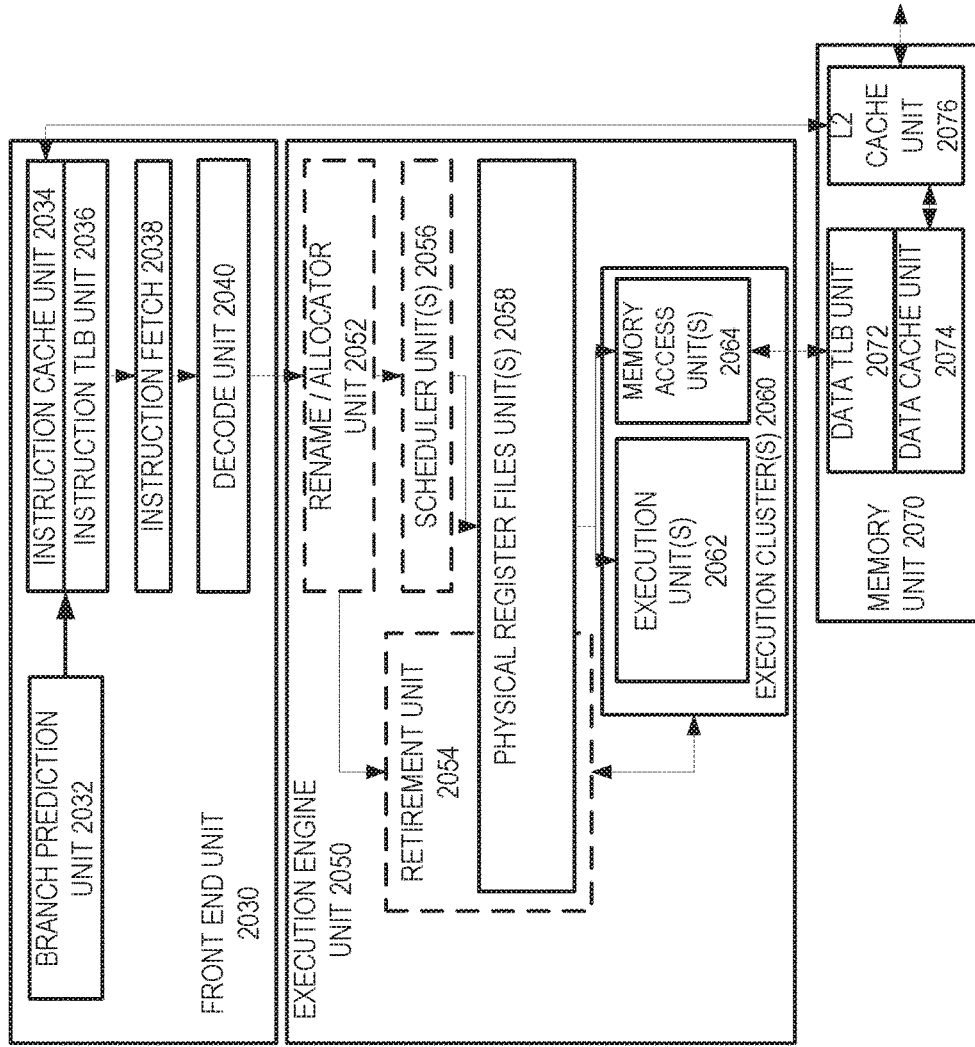 BRANCH PREDICTION
UNIT 2032
INSTRUCTION CACHE UNIT 2034
INSTRUCTION TLB UNIT 2036
INSTRUCTION FETCH 2038
DECODE UNIT 2040
FRONT END UNIT
2030
EXECUTION ENGINE
UNIT 2050
RENAME / ALLOCATOR
UNIT 2052
SCHEDULER UNIT(S) 2056
RETIREMENT UNIT
2054
PHYSICAL REGISTER FILES UNIT(S) 2058
EXECUTION
UNIT(S)
2062
MEMORY
ACCESS
UNIT(S)
2064
EXECUTION CLUSTER(S) 2060
MEMORY
UNIT 2070
DATA TLB UNIT
2072
DATA CACHE UNIT
2074
L2
CACHE
UNIT
2076